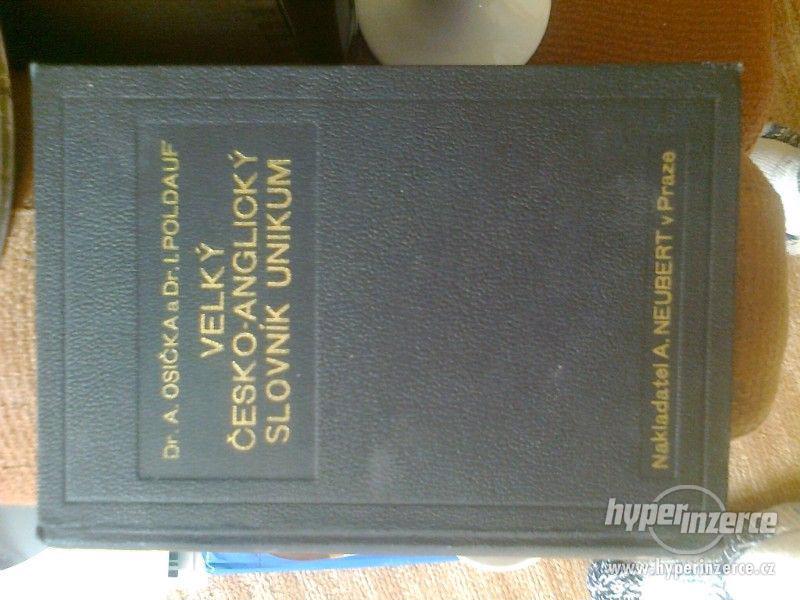 Dr. A. OSIČKA a Dr. I. POLDAUF
VELKÝ
ČESKO-ANGLICKÝ
SLOVNÍK UNIKUM
Nakladatel A. NEUBERT v Praze
hyperinzerce
www.hyperinzerce.cz